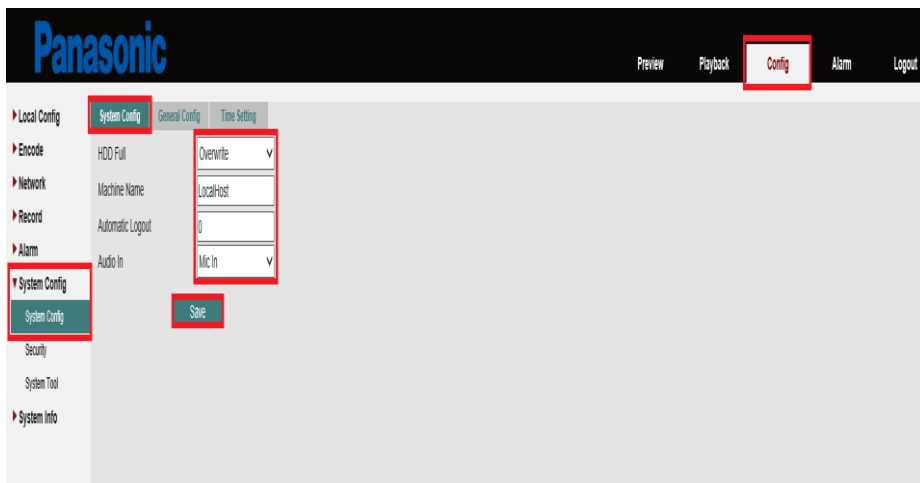 Panasonic
Preview Playback Config Alarm Logout
Local Config
Encode
Network
Record
Alarm
System Config
System Config
Security
System Tool
System Info
System Config General Config Time Setting
HDD Full Overwrite
Machine Name LocalHost
Automatic Logout 0
Audio In Mic In
Save